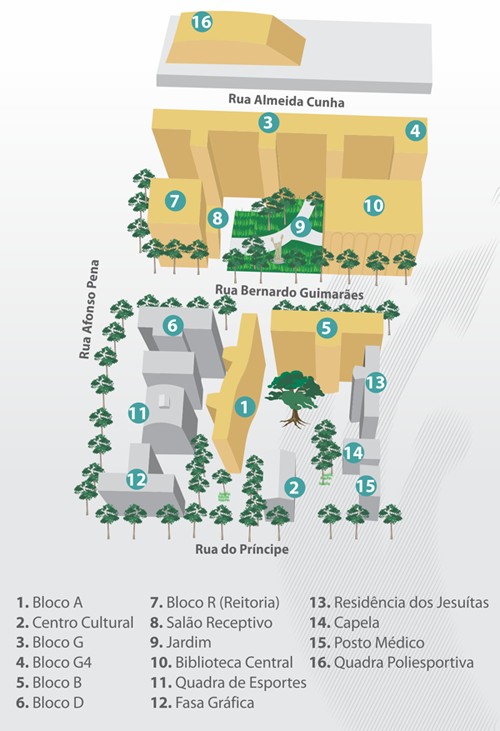 16
Rua Almeida Cunha
3
4
7
10
8
9
Rua Bernardo Guimarães
Rua Afonso Pena
6
5
13
1
11
14
12
2
15
Rua do Príncipe
1. Bloco A
2. Centro Cultural
3. Bloco G
4. Bloco G4
5. Bloco B
6. Bloco D
7. Bloco R (Reitoria)
8. Salão Receptivo
9. Jardim
10. Biblioteca Central
11. Quadra de Esportes
12. Fasa Gráfica
13. Residência dos Jesuítas
14. Capela
15. Posto Médico
16. Quadra Poliesportiva